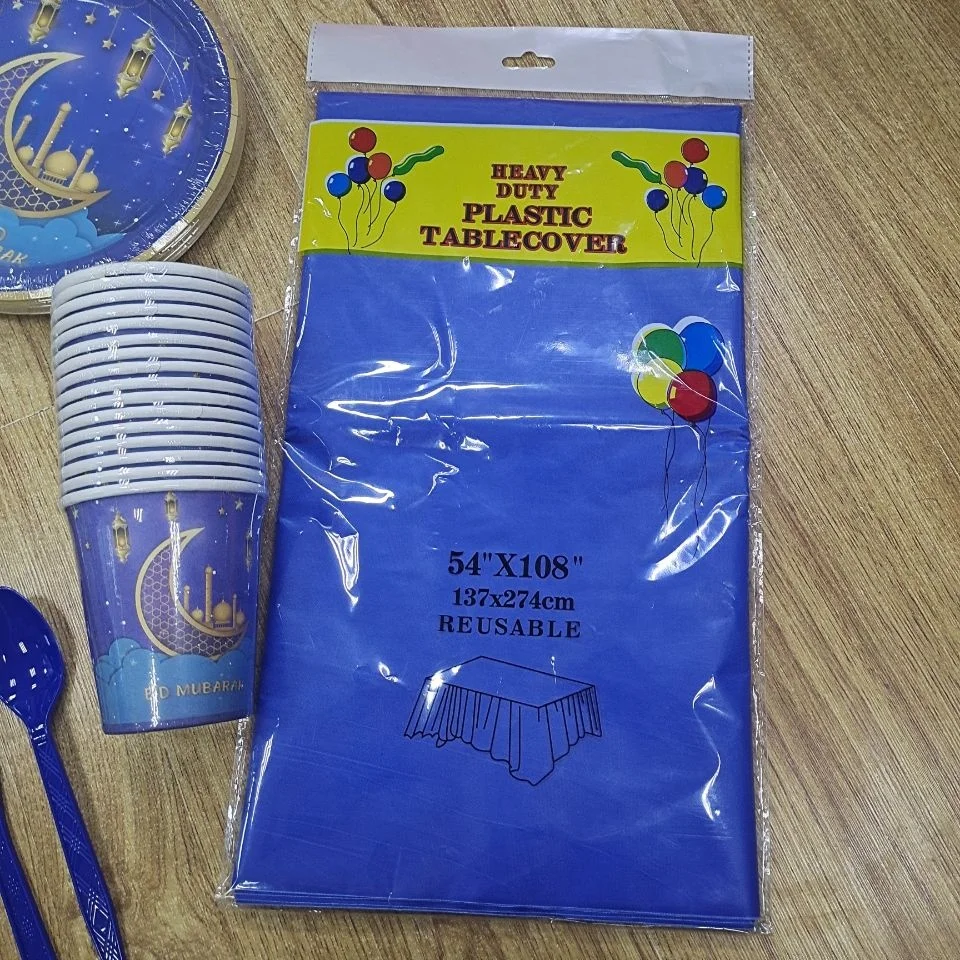 HEAVY
DUTY
PLASTIC
TABLECOVER
54"X108"
137x274cm
REUSABLE
EID MUBARAK